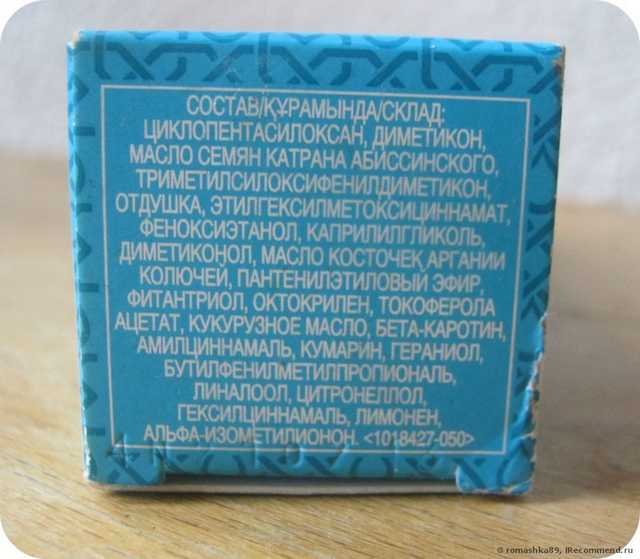 СОСТАВ/ҚҰРАМЫНДА/СКЛАД:
ЦИКЛОПЕНТАСИЛОКСАН, ДИМЕТИКОН,
МАСЛО СЕМЯН КАТРАНА АБИССИНСКОГО,
ТРИМЕТИЛСИЛОКСИФЕНИЛДИМЕТИКОН,
ОТДУШКА, ЭТИЛГЕКСИЛМЕТОКСИЦИННАМАТ,
ФЕНОКСИЭТАНОЛ, КАПРИЛИЛГЛИКОЛЬ,
ДИМЕТИКОНОЛ, МАСЛО КОСТОЧЕК АРГАНИИ
КОЛЮЧЕЙ, ПАНТЕНИЛЭТИЛОВЫЙ ЭФИР,
ФИТАНТРИОЛ, ОКТОКРИЛЕН, ТОКОФЕРОЛА
АЦЕТАТ, КУКУРУЗНОЕ МАСЛО, БЕТА-КАРОТИН,
АМИЛЦИННАМАЛЬ, КУМАРИН, ГЕРАНИОЛ,
БУТИЛФЕНИЛМЕТИЛПРОПИОНАЛЬ,
ЛИНАЛООЛ, ЦИТРОНЕЛЛОЛ,
ГЕКСИЛЦИННАМАЛЬ, ЛИМОНЕН,
АЛЬФА-ИЗОМЕТИЛИОНОН. <1018427-050>
© romashka89, IRecommend.ru